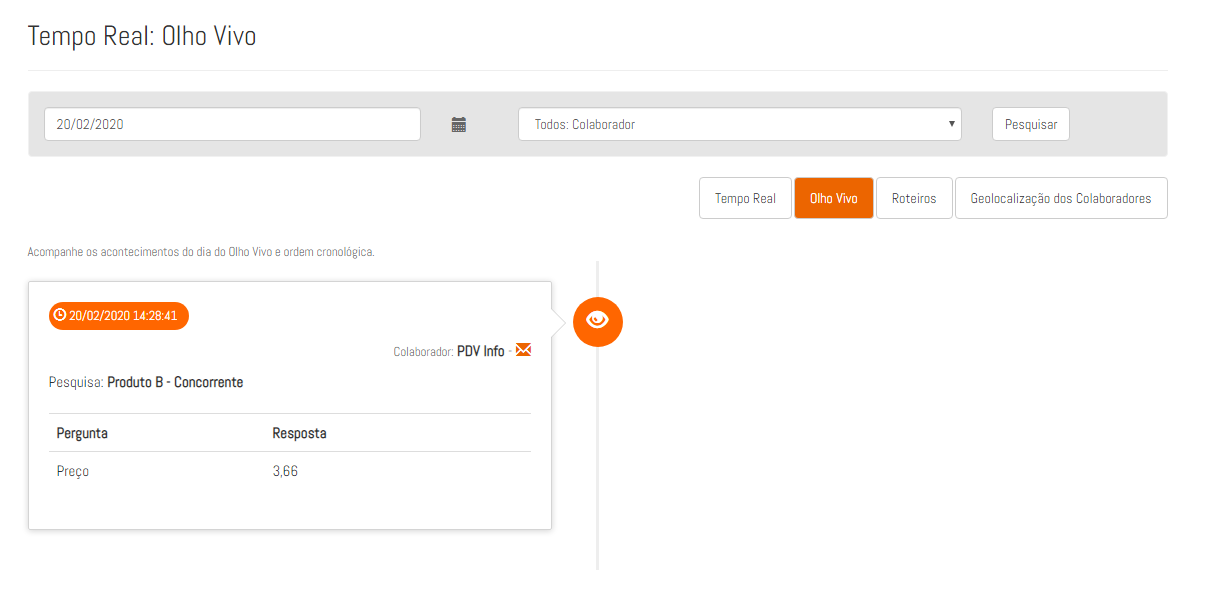 Tempo Real: Olho Vivo
20/02/2020
Todos: Colaborador
Pesquisar
Tempo Real
Olho Vivo
Roteiros
Geolocalização dos Colaboradores
Acompanhe os acontecimentos do dia do Olho Vivo e ordem cronológica.
20/02/2020 14:28:41
Colaborador: PDV Info -
Pesquisa: Produto B - Concorrente
Pergunta Resposta
Preço 3,66